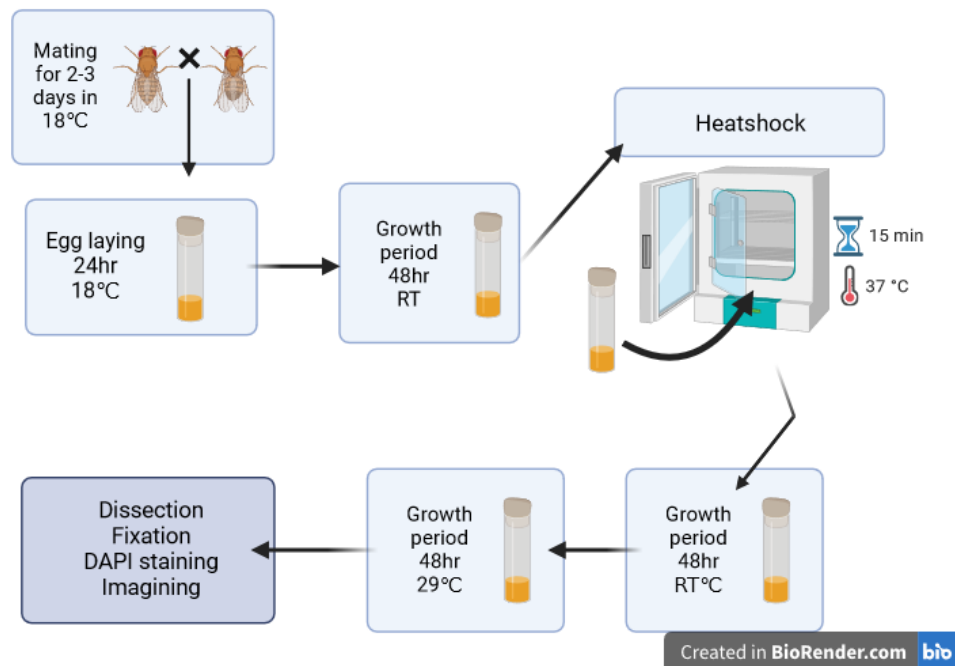 Mating
for 2-3
days in
18℃
Egg laying
24hr
18℃
Growth
period
48hr
RT
Heatshock
15 min
37 °C
Growth
period
48hr
RT℃
Growth
period
48hr
29℃
Dissection
Fixation
DAPI staining
Imagining
Created in BioRender.com bio